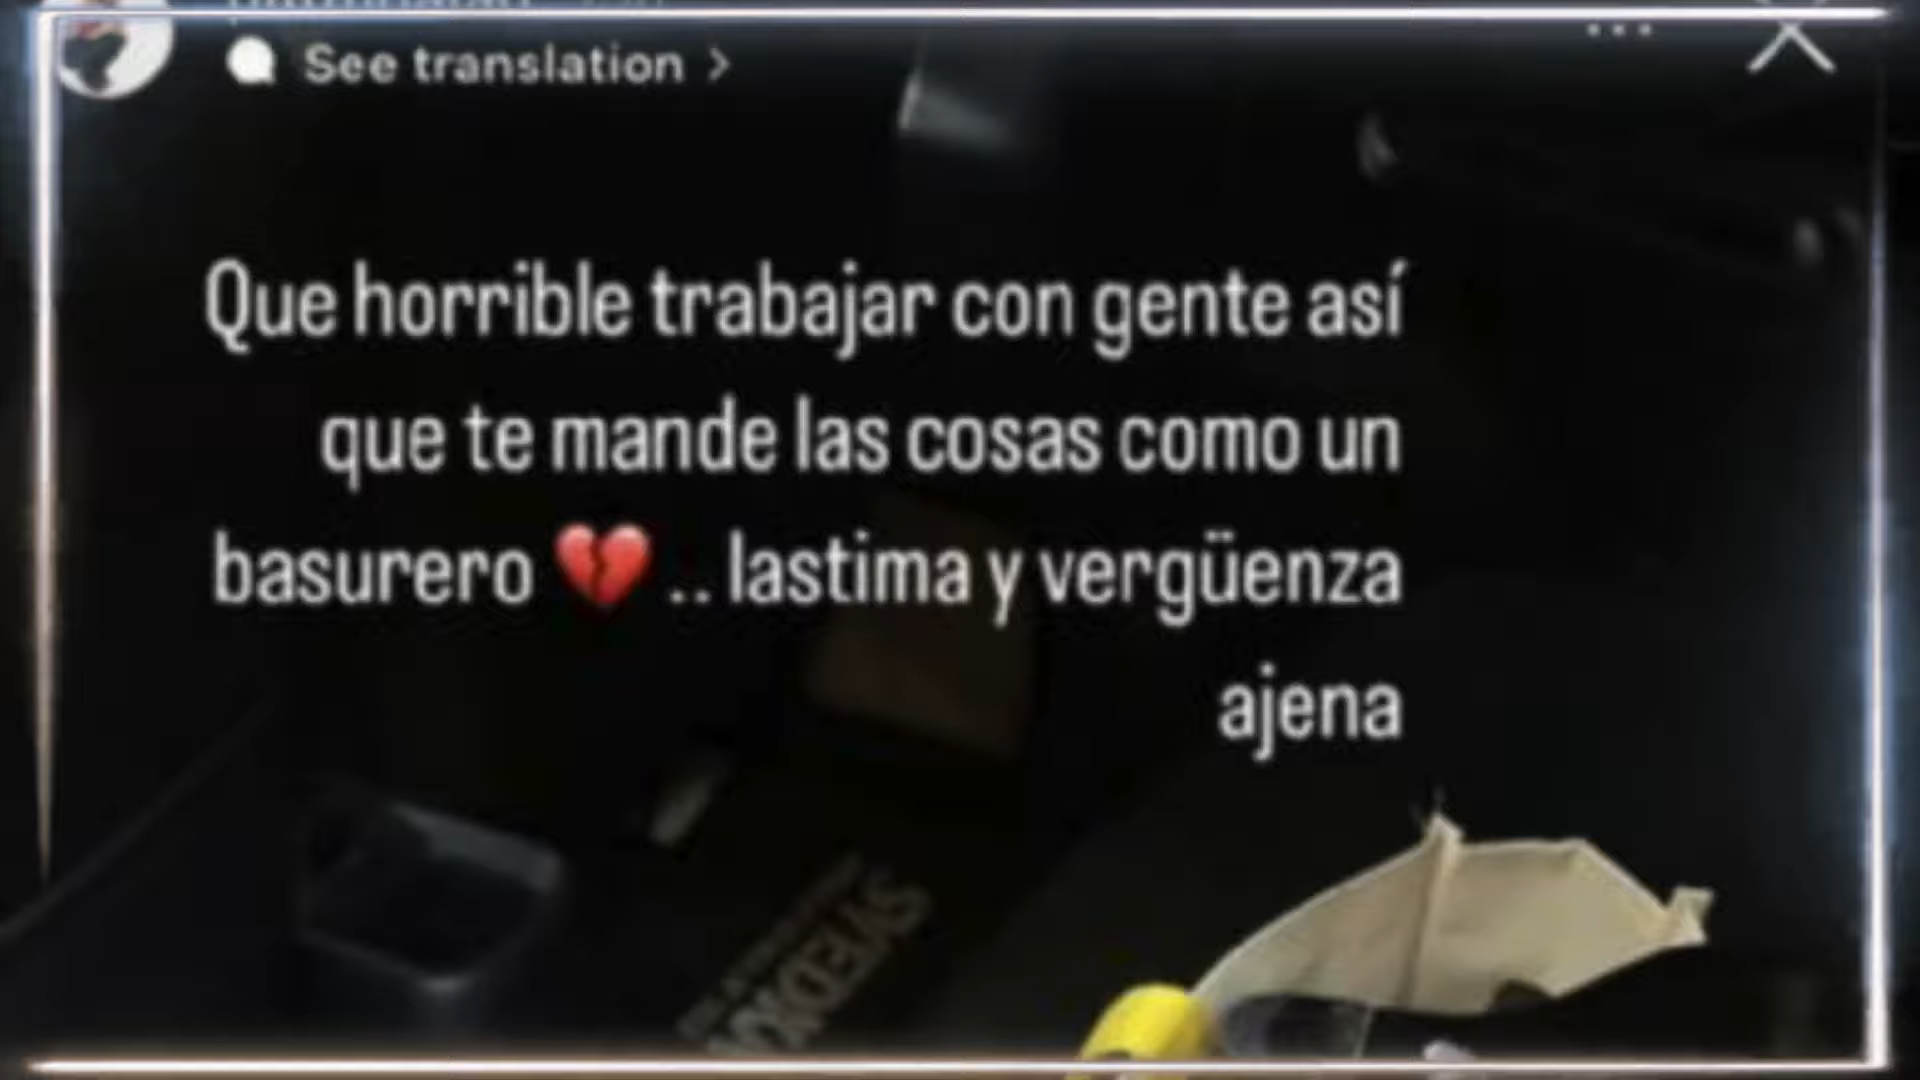 See translation >
Que horrible trabajar con gente así
que te mande las cosas como un
basurero 💔 .. lastima y vergüenza
ajena